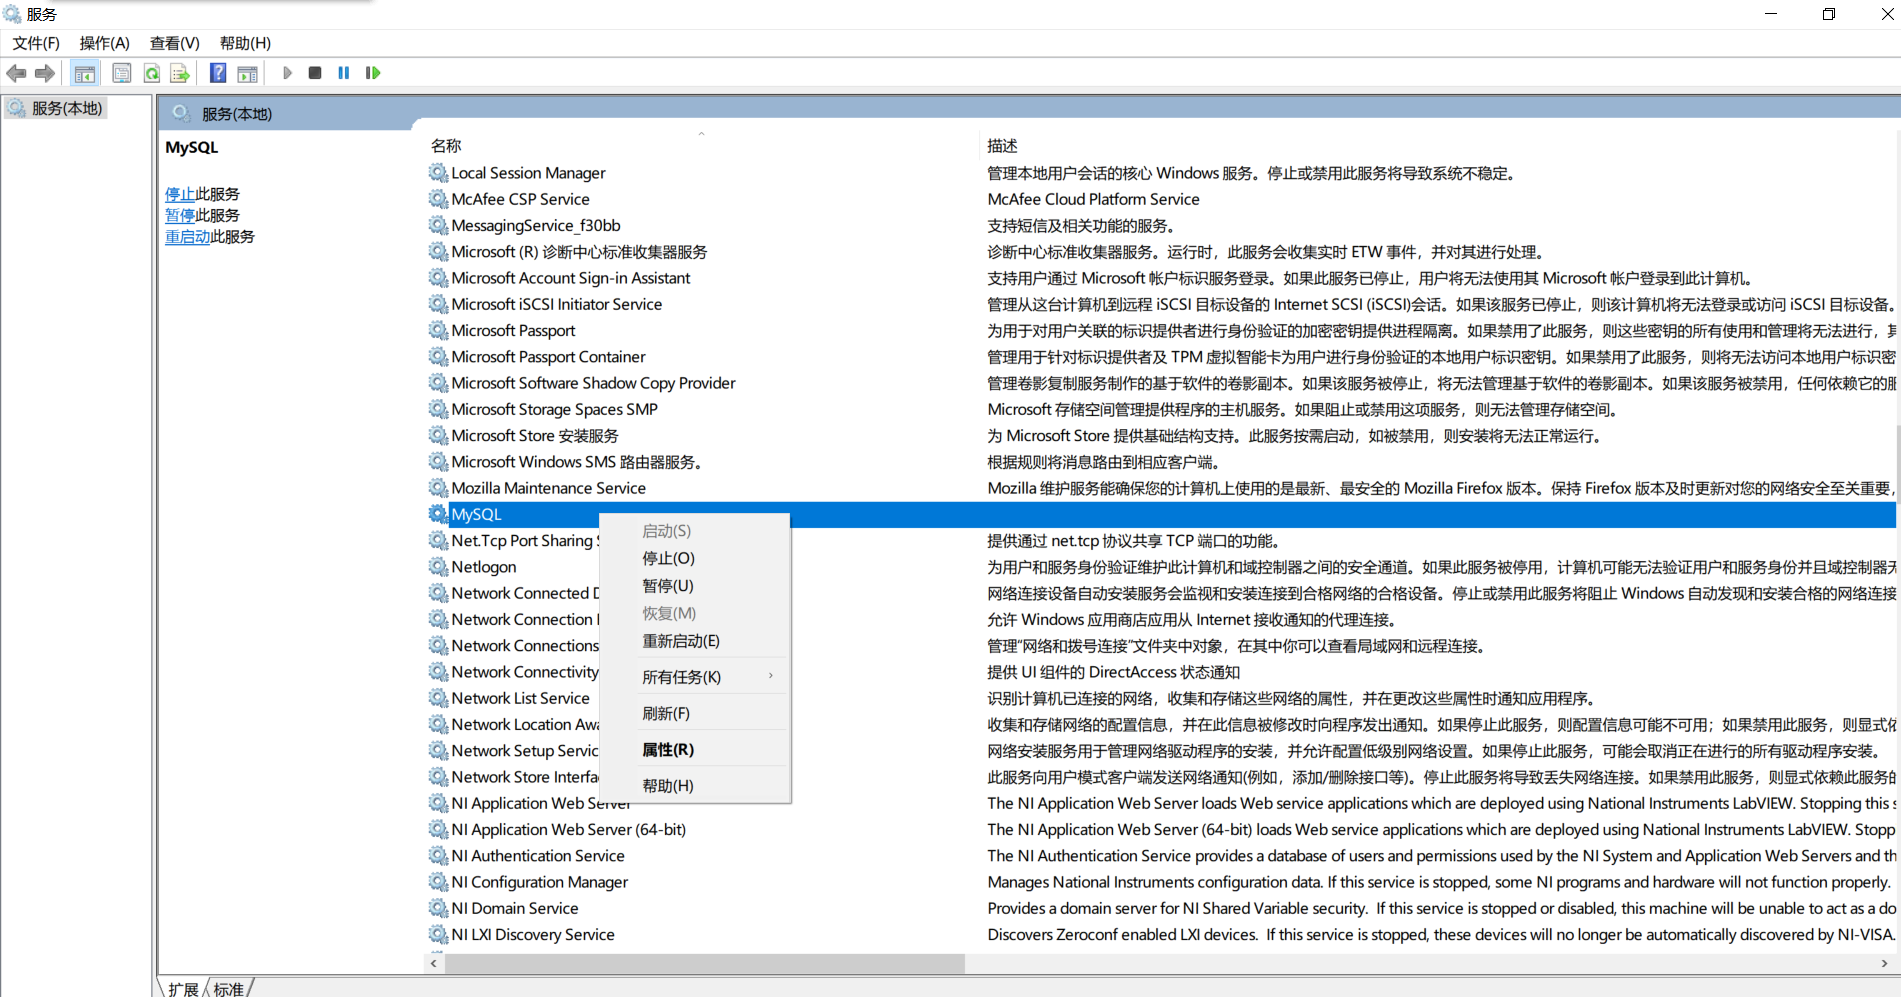 服务
文件(F) 操作(A) 查看(V) 帮助(H)
服务(本地)
服务(本地)
MySQL
停止此服务
暂停此服务
重启动此服务
名称 描述
Local Session Manager 管理本地用户会话的核心 Windows 服务。停止或禁用此服务将导致系统不稳定。
McAfee CSP Service McAfee Cloud Platform Service
MessagingService_f30bb 支持短信及相关功能的服务。
Microsoft (R) 诊断中心标准收集器服务 诊断中心标准收集器服务。运行时，此服务会收集实时 ETW 事件，并对其进行处理。
Microsoft Account Sign-in Assistant 支持用户通过 Microsoft 帐户标识服务登录。如果此服务已停止，用户将无法使用其 Microsoft 帐户登录到此计算机。
Microsoft iSCSI Initiator Service 管理从这台计算机到远程 iSCSI 目标设备的 Internet SCSI (iSCSI)会话。如果该服务已停止，则该计算机将无法登录或访问 iSCSI 目标设备。
Microsoft Passport 为用于对用户关联的标识提供者进行身份验证的加密密钥提供进程隔离。如果禁用了此服务，则这些密钥的所有使用和管理将无法进行，其
Microsoft Passport Container 管理用于针对标识提供者及 TPM 虚拟智能卡为用户进行身份验证的本地用户标识密钥。如果禁用了此服务，则将无法访问本地用户标识密
Microsoft Software Shadow Copy Provider 管理卷影复制服务制作的基于软件的卷影副本。如果该服务被停止，将无法管理基于软件的卷影副本。如果该服务被禁用，任何依赖它的服
Microsoft Storage Spaces SMP Microsoft 存储空间管理提供程序的主机服务。如果阻止或禁用这项服务，则无法管理存储空间。
Microsoft Store 安装服务 为 Microsoft Store 提供基础结构支持。此服务按需启动，如被禁用，则安装将无法正常运行。
Microsoft Windows SMS 路由器服务。 根据规则将消息路由到相应客户端。
Mozilla Maintenance Service Mozilla 维护服务能确保您的计算机上使用的是最新、最安全的 Mozilla Firefox 版本。保持 Firefox 版本及时更新对您的网络安全至关重要，
MySQL
Net.Tcp Port Sharing 提供通过 net.tcp 协议共享 TCP 端口的功能。
Netlogon 为用户和服务身份验证维护此计算机和域控制器之间的安全通道。如果此服务被停用，计算机可能无法验证用户和服务身份并且域控制器无
Network Connected D 网络连接设备自动安装服务会监视和安装连接到合格网络的合格设备。停止或禁用此服务将阻止 Windows 自动发现和安装合格的网络连接
Network Connection 允许 Windows 应用商店应用从 Internet 接收通知的代理连接。
Network Connections 管理“网络和拨号连接”文件夹中对象，在其中你可以查看局域网和远程连接。
Network Connectivity 提供 UI 组件的 DirectAccess 状态通知
Network List Service 识别计算机已连接的网络，收集和存储这些网络的属性，并在更改这些属性时通知应用程序。
Network Location Awa 收集和存储网络的配置信息，并在此信息被修改时向程序发出通知。如果停止此服务，则配置信息可能不可用；如果禁用此服务，则显式依
Network Setup Servic 网络安装服务用于管理网络驱动程序的安装，并允许配置低级别网络设置。如果停止此服务，可能会取消正在进行的所有驱动程序安装。
Network Store Interfa 此服务向用户模式客户端发送网络通知(例如，添加/删除接口等)。停止此服务将导致丢失网络连接。如果禁用此服务，则显式依赖此服务的
NI Application Web Server The NI Application Web Server loads Web service applications which are deployed using National Instruments LabVIEW. Stopping this s
NI Application Web Server (64-bit) The NI Application Web Server (64-bit) loads Web service applications which are deployed using National Instruments LabVIEW. Stopp
NI Authentication Service The NI Authentication Service provides a database of users and permissions used by the NI System and Application Web Servers and th
NI Configuration Manager Manages National Instruments configuration data. If this service is stopped, some NI programs and hardware will not function properly.
NI Domain Service Provides a domain server for NI Shared Variable security. If this service is stopped or disabled, this machine will be unable to act as a do
NI LXI Discovery Service Discovers Zeroconf enabled LXI devices. If this service is stopped, these devices will no longer be automatically discovered by NI-VISA.
启动(S)
停止(O)
暂停(U)
恢复(M)
重新启动(E)
所有任务(K)
刷新(F)
属性(R)
帮助(H)
扩展 标准